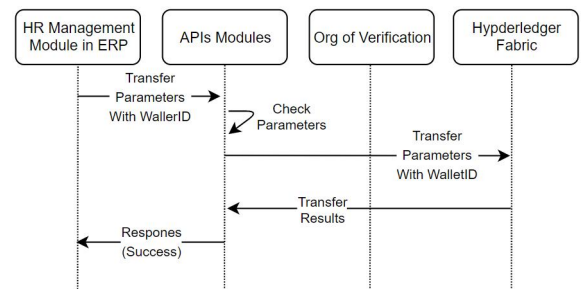 HR Management
Module in ERP
APIs Modules
Org of Verification
Hypderledger
Fabric
Transfer
Parameters
With WallerID
Check
Parameters
Transfer
Parameters
With WalletID
Transfer
Results
Respones
(Success)